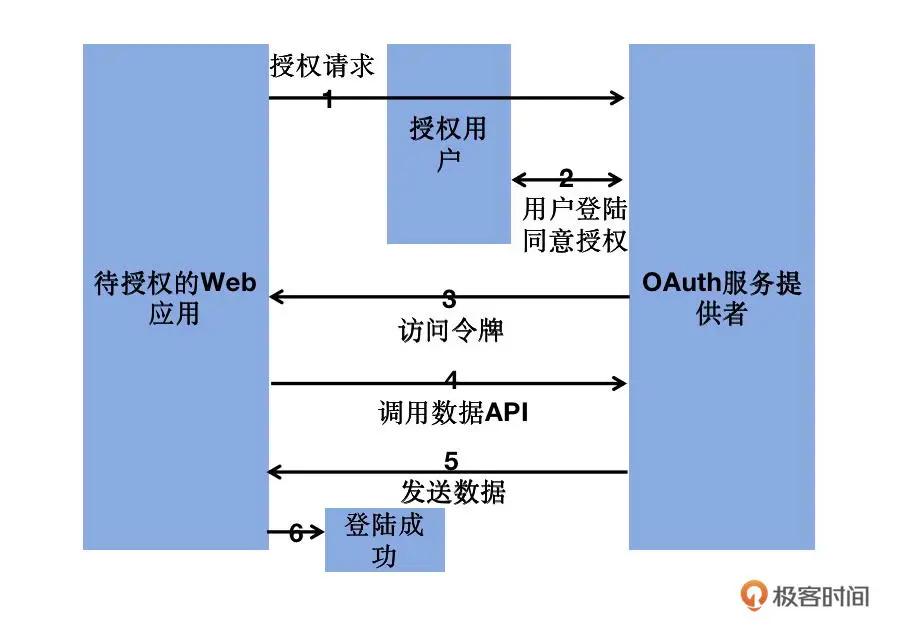 授权请求
1
授权用
户
2
用户登陆
同意授权
待授权的Web
应用
OAuth服务提
供者
3
访问令牌
4
调用数据API
5
发送数据
6
登陆成
功
极客时间